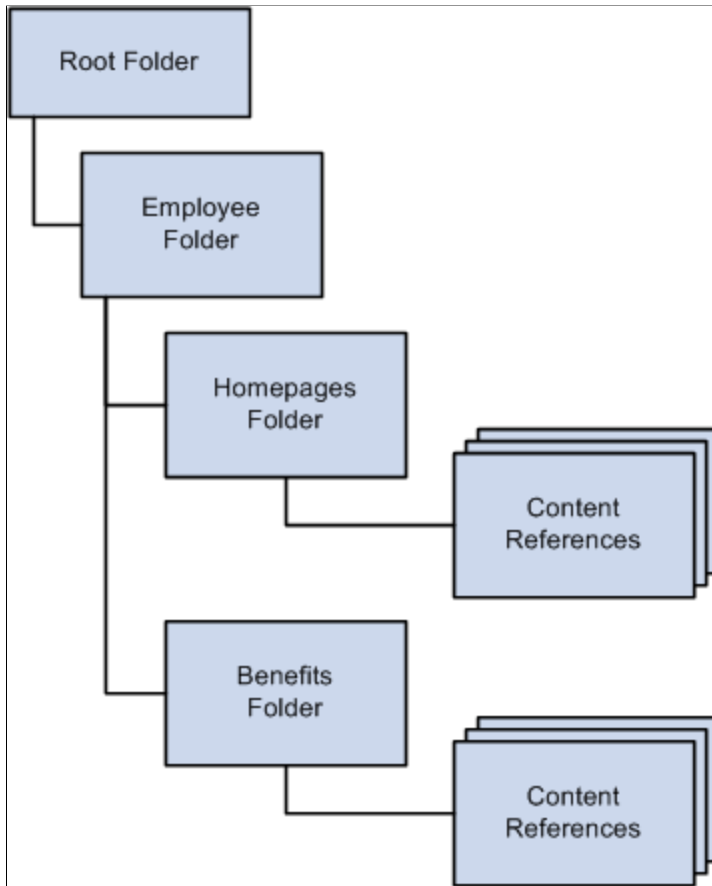 Root Folder
Employee
Folder
Homepages
Folder
Content
References
Benefits
Folder
Content
References